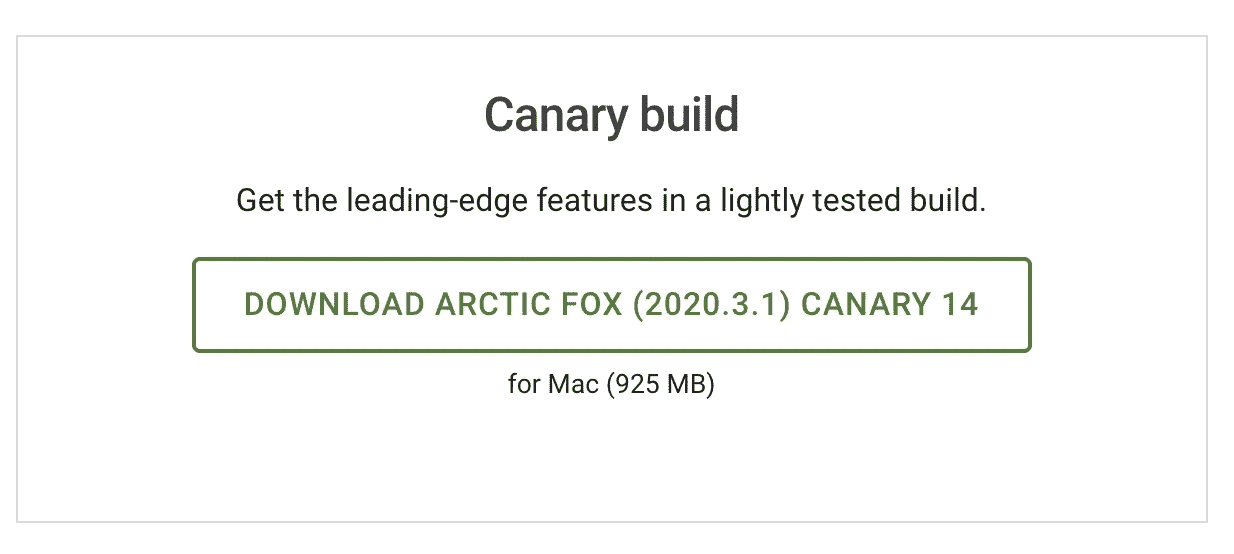 Canary build
Get the leading-edge features in a lightly tested build.
DOWNLOAD ARCTIC FOX (2020.3.1) CANARY 14
for Mac (925 MB)